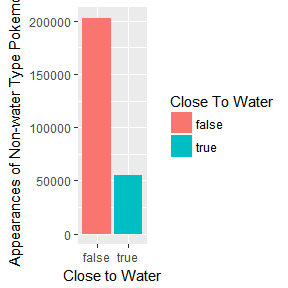 Appearances of Non-water Type Pokemo
200000
150000
100000
50000
0
false true
Close to Water
Close To Water
false
true